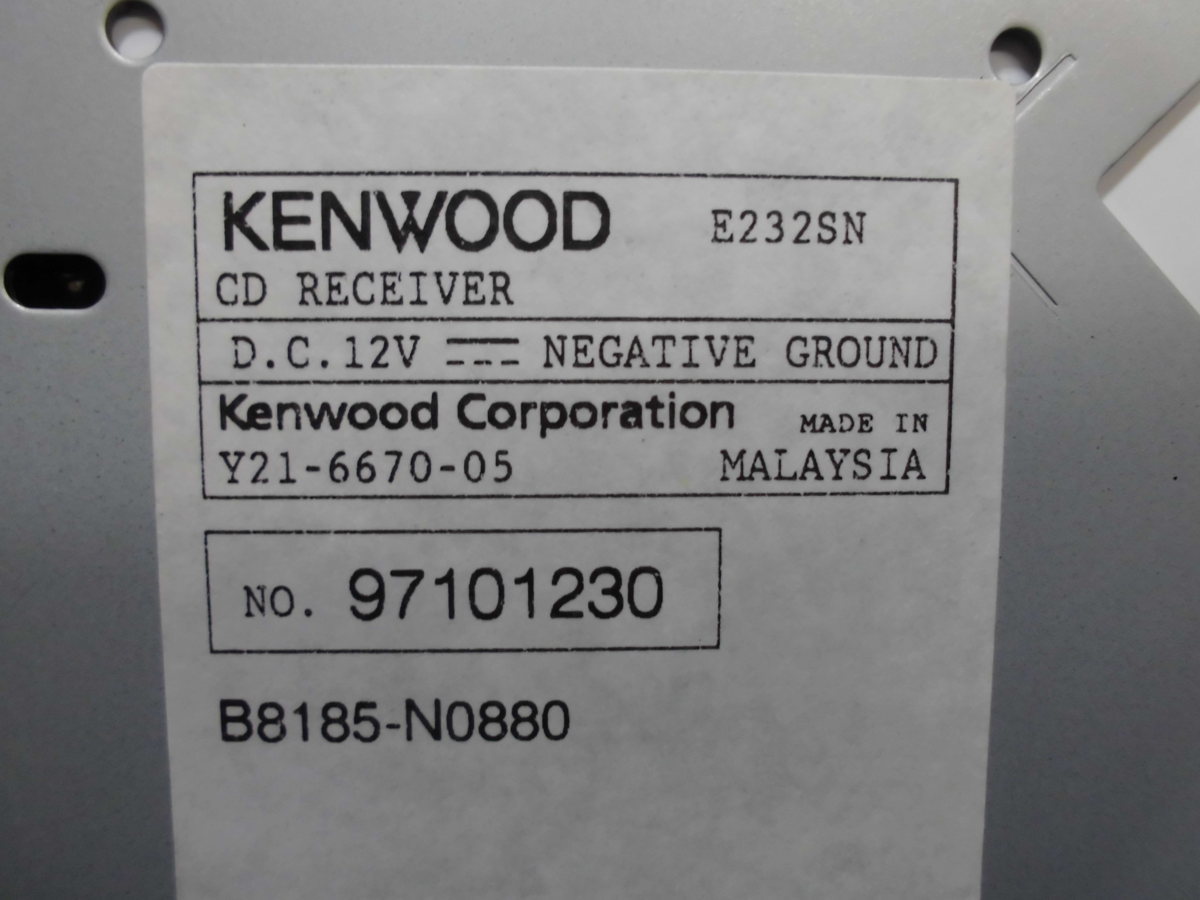 KENWOOD E232SN
CD RECEIVER
D.C.12V NEGATIVE GROUND
Kenwood Corporation MADE IN
Y21-6670-05 MALAYSIA
NO. 97101230
B8185-N0880